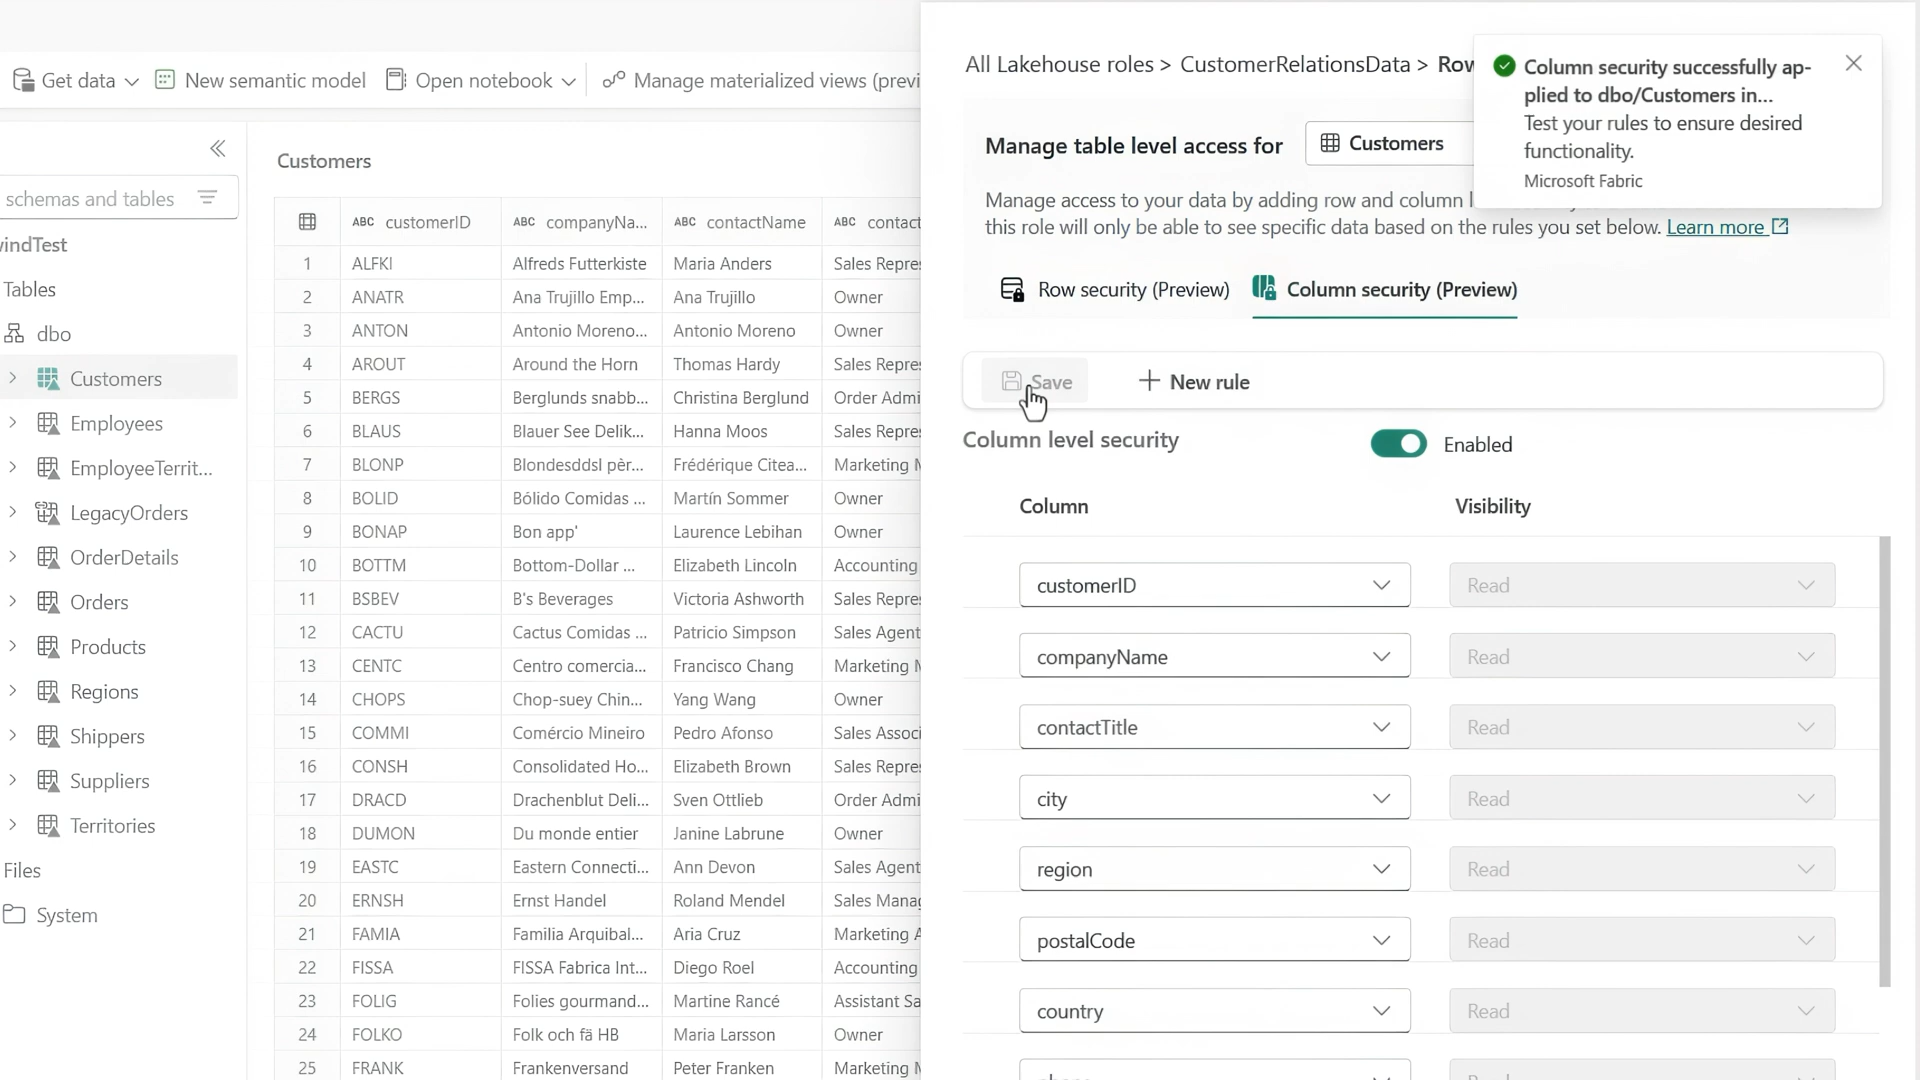 Get data
New semantic model
Open notebook
Manage materialized views (previ
schemas and tables
vindTest
Tables
dbo
Customers
Employees
EmployeeTerrit...
LegacyOrders
OrderDetails
Orders
Products
Regions
Shippers
Suppliers
Territories
Files
System
Customers
ABC customerID ABC companyNa... ABC contactName ABC contact
1 ALFKI Alfreds Futterkiste Maria Anders Sales Repres
2 ANATR Ana Trujillo Emp... Ana Trujillo Owner
3 ANTON Antonio Moreno... Antonio Moreno Owner
4 AROUT Around the Horn Thomas Hardy Sales Repres
5 BERGS Berglunds snabb... Christina Berglund Order Admi
6 BLAUS Blauer See Delik... Hanna Moos Sales Repres
7 BLONP Blondesddsl pèr... Frédérique Citea... Marketing M
8 BOLID Bólido Comidas ... Martín Sommer Owner
9 BONAP Bon app' Laurence Lebihan Owner
10 BOTTM Bottom-Dollar ... Elizabeth Lincoln Accounting
11 BSBEV B's Beverages Victoria Ashworth Sales Repres
12 CACTU Cactus Comidas ... Patricio Simpson Sales Agent
13 CENTC Centro comercia... Francisco Chang Marketing M
14 CHOPS Chop-suey Chin... Yang Wang Owner
15 COMMI Comércio Mineiro Pedro Afonso Sales Associ
16 CONSH Consolidated Ho... Elizabeth Brown Sales Repres
17 DRACD Drachenblut Deli... Sven Ottlieb Order Admi
18 DUMON Du monde entier Janine Labrune Owner
19 EASTC Eastern Connecti... Ann Devon Sales Agent
20 ERNSH Ernst Handel Roland Mendel Sales Manag
21 FAMIA Familia Arquibal... Aria Cruz Marketing A
22 FISSA FISSA Fabrica Int... Diego Roel Accounting
23 FOLIG Folies gourmand... Martine Rancé Assistant Sa
24 FOLKO Folk och fä HB Maria Larsson Owner
25 FRANK Frankenversand Peter Franken Marketing M
All Lakehouse roles > CustomerRelationsData > Row
Manage table level access for Customers
Manage access to your data by adding row and column l
this role will only be able to see specific data based on the rules you set below. Learn more
Row security (Preview) Column security (Preview)
Save New rule
Column level security Enabled
Column Visibility
customerID Read
companyName Read
contactTitle Read
city Read
region Read
postalCode Read
country Read
Column security successfully ap-
plied to dbo/Customers in...
Test your rules to ensure desired
functionality.
Microsoft Fabric